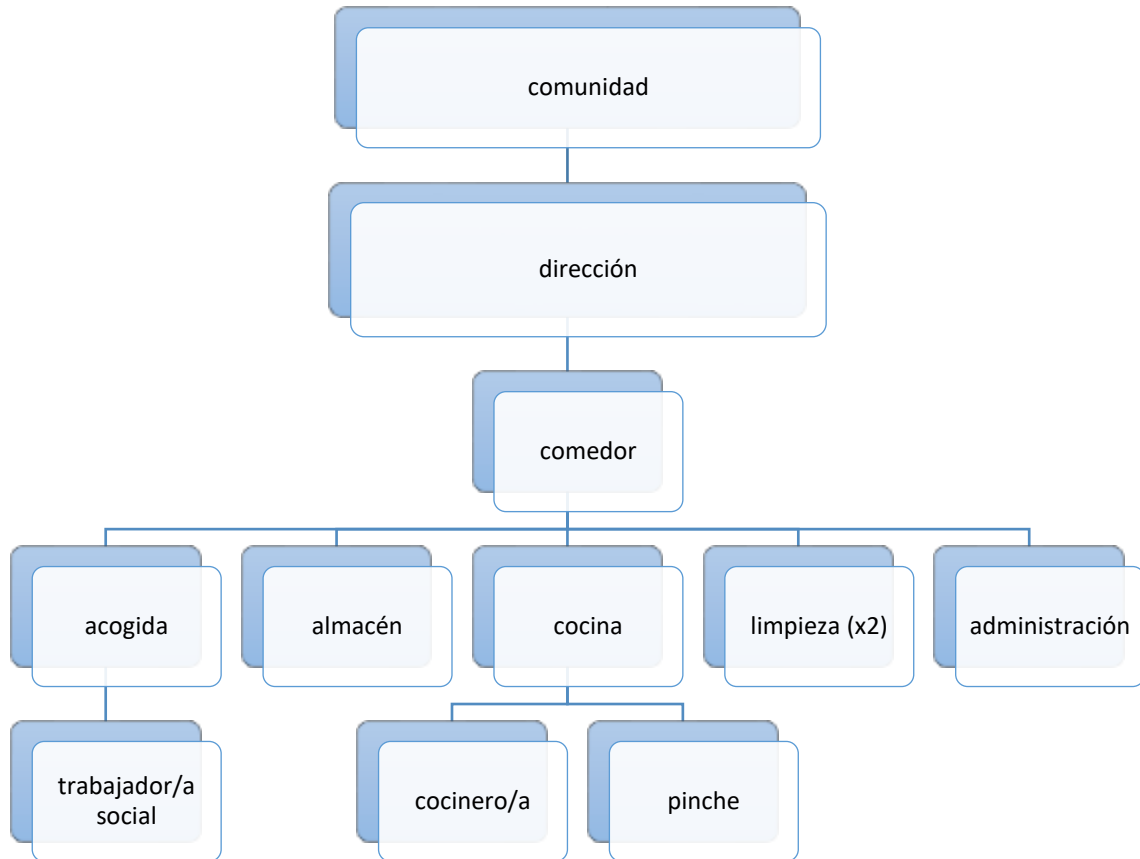 comunidad
dirección
comedor
acogida
almacén
cocina
limpieza (x2)
administración
trabajador/a
social
cocinero/a
pinche